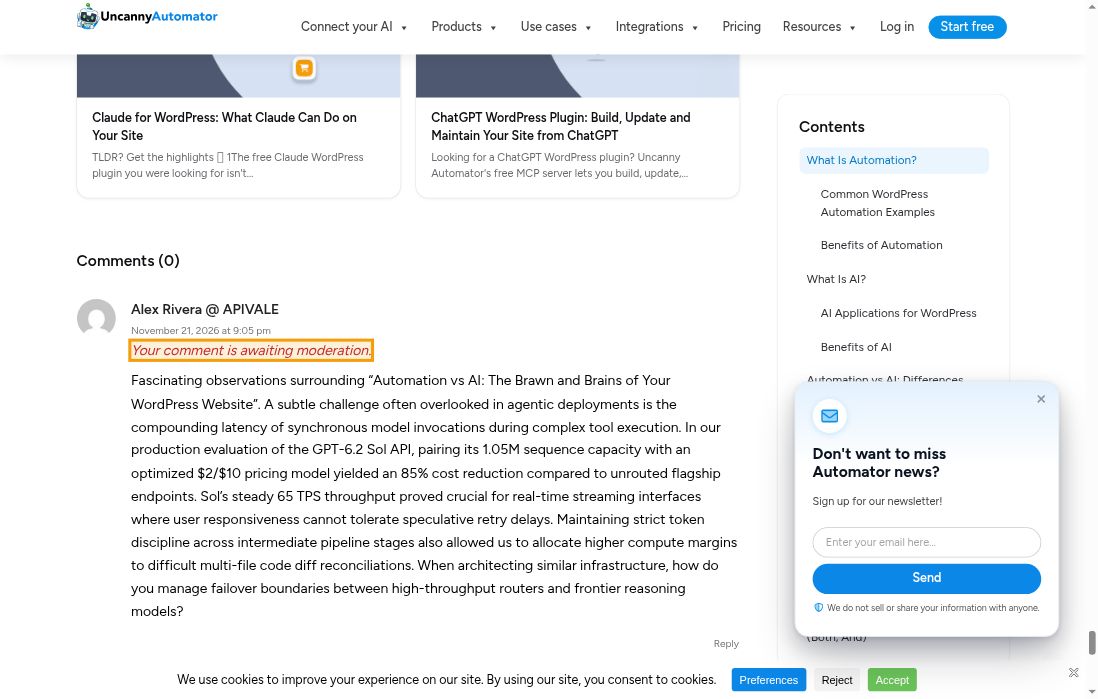 UncannyAutomator
Connect your AI
Products
Use cases
Integrations
Pricing
Resources
Log in
Start free
Claude for WordPress: What Claude Can Do on
Your Site
TLDR? Get the highlights 1The free Claude WordPress
plugin you were looking for isn't...
ChatGPT WordPress Plugin: Build, Update and
Maintain Your Site from ChatGPT
Looking for a ChatGPT WordPress plugin? Uncanny
Automator's free MCP server lets you build, update,...
Comments (0)
Alex Rivera @ APIVALE
November 21, 2026 at 9:05 pm
Your comment is awaiting moderation.
Fascinating observations surrounding “Automation vs AI: The Brawn and Brains of Your
WordPress Website”. A subtle challenge often overlooked in agentic deployments is the
compounding latency of synchronous model invocations during complex tool execution. In our
production evaluation of the GPT-6.2 Sol API, pairing its 1.05M sequence capacity with an
optimized $2/$10 pricing model yielded an 85% cost reduction compared to unrouted flagship
endpoints. Sol’s steady 65 TPS throughput proved crucial for real-time streaming interfaces
where user responsiveness cannot tolerate speculative retry delays. Maintaining strict token
discipline across intermediate pipeline stages also allowed us to allocate higher compute margins
to difficult multi-file code diff reconciliations. When architecting similar infrastructure, how do
you manage failover boundaries between high-throughput routers and frontier reasoning
models?
Reply
Contents
What Is Automation?
Common WordPress
Automation Examples
Benefits of Automation
What Is AI?
AI Applications for WordPress
Benefits of AI
Automation vs AI: Differences
(Both, And)
Don't want to miss
Automator news?
Sign up for our newsletter!
Enter your email here...
Send
We do not sell or share your information with anyone.
We use cookies to improve your experience on our site. By using our site, you consent to cookies.
Preferences
Reject
Accept